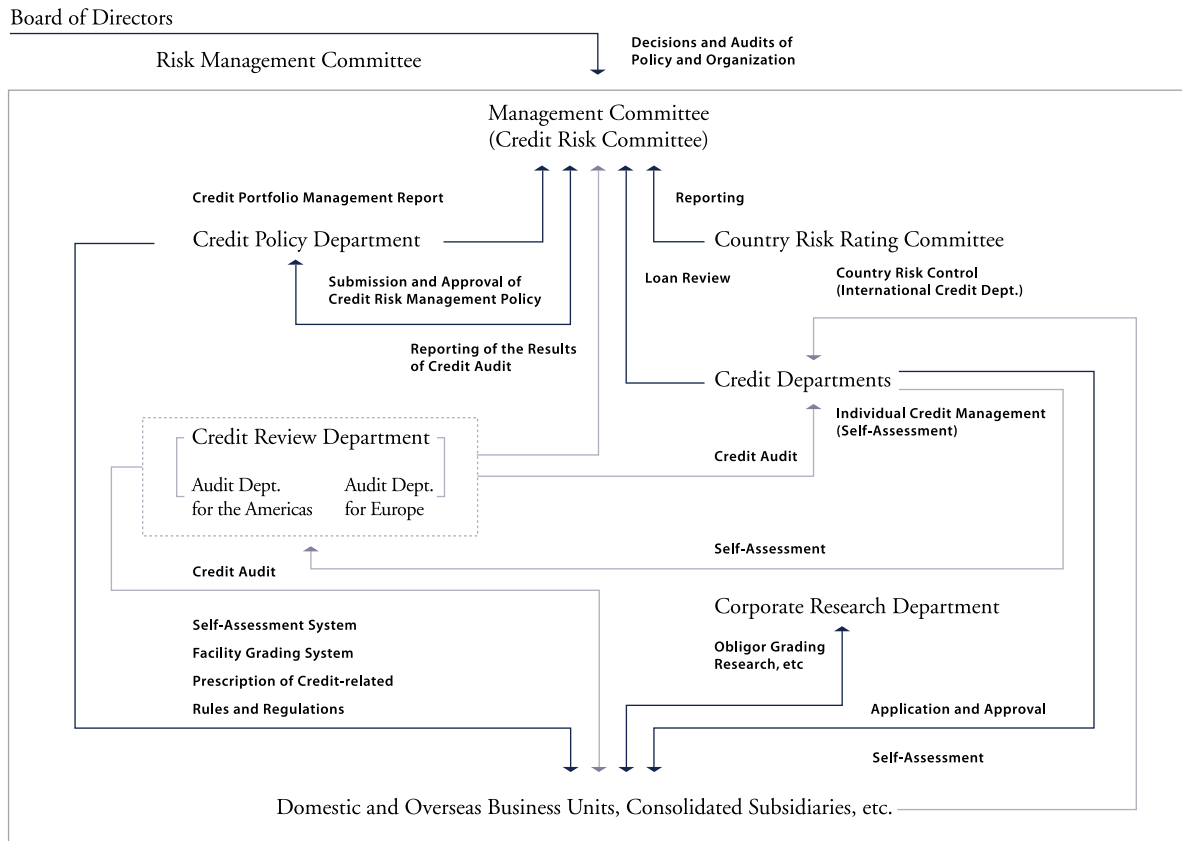 Board of Directors
Risk Management Committee
Decisions and Audits of
Policy and Organization
Management Committee
(Credit Risk Committee)
Credit Portfolio Management Report
Reporting
Credit Policy Department
Country Risk Rating Committee
Submission and Approval of
Credit Risk Management Policy
Loan Review
Country Risk Control
(International Credit Dept.)
Reporting of the Results
of Credit Audit
Credit Departments
Individual Credit Management
(Self-Assessment)
Credit Review Department
Audit Dept.
for the Americas
Audit Dept.
for Europe
Credit Audit
Self-Assessment
Credit Audit
Corporate Research Department
Self-Assessment System
Facility Grading System
Prescription of Credit-related
Rules and Regulations
Obligor Grading
Research, etc
Application and Approval
Self-Assessment
Domestic and Overseas Business Units, Consolidated Subsidiaries, etc.